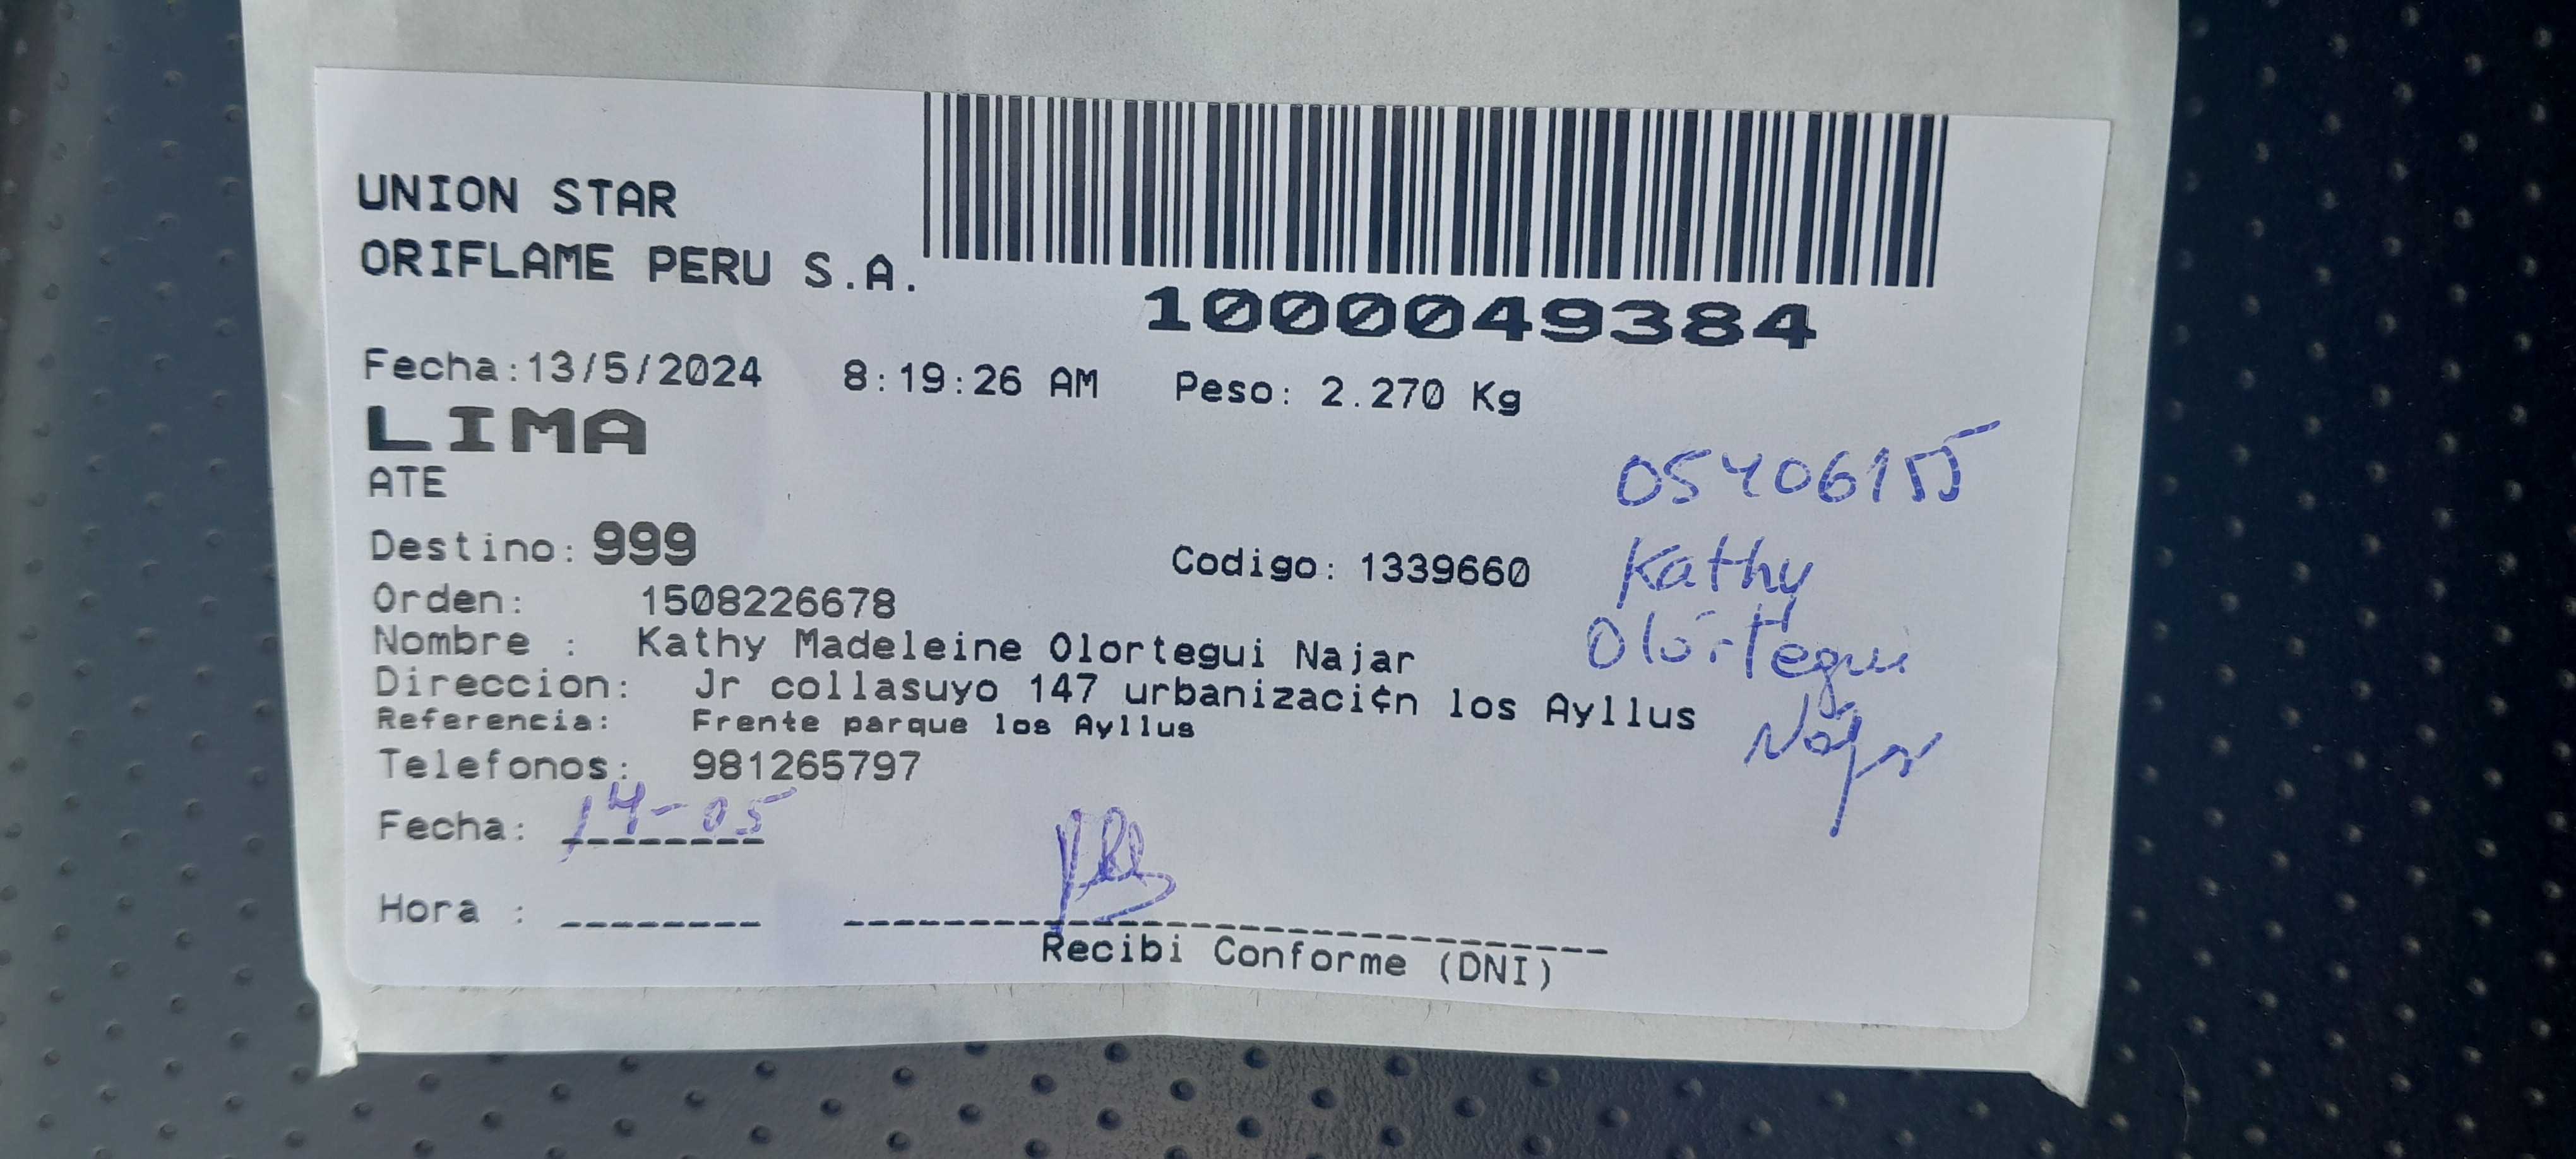 UNION STAR
ORIFLAME PERU S.A.
1000049384
Fecha:13/5/2024 8:19:26 AM Peso: 2.270 Kg
LIMA
ATE
05406155
Destino: 999 Codigo: 1339660
Kathy
Olortegui
Najar
Orden: 1508226678
Nombre : Kathy Madeleine Olortegui Najar
Direccion: Jr collasuyo 147 urbanizaci¢n los Ayllus
Referencia: Frente parque los Ayllus
Telefonos: 981265797
Fecha: 14-05
Hora :
Recibi Conforme (DNI)